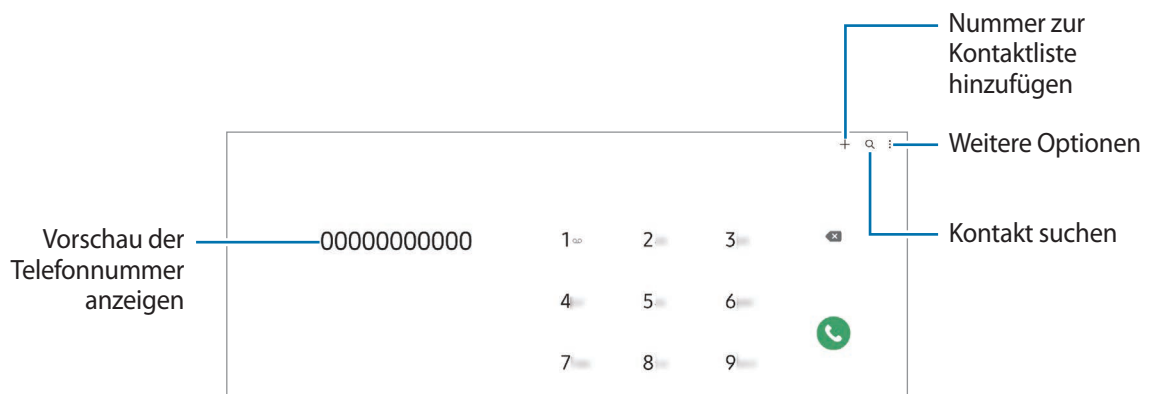 Nummer zur
Kontaktliste
hinzufügen
Weitere Optionen
Kontakt suchen
Vorschau der
Telefonnummer
anzeigen
00000000000
1 2 3
4 5 6
7 8 9